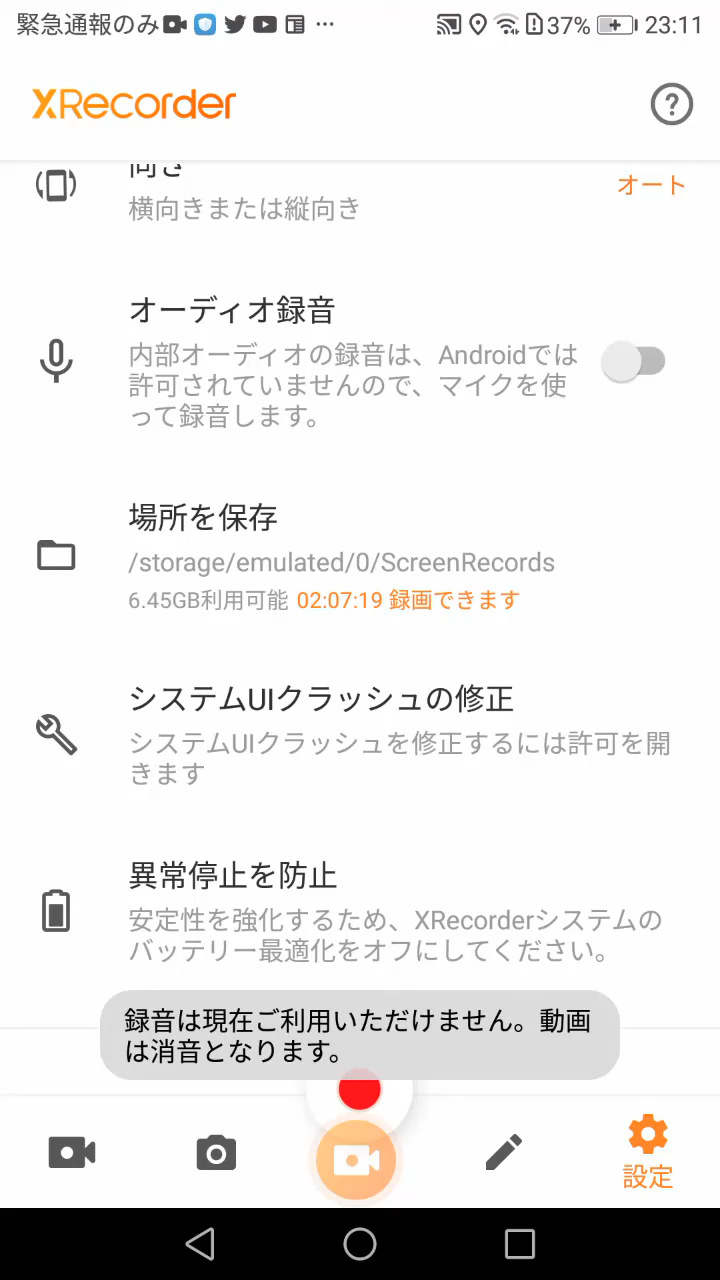 緊急通報のみ
37% 23:11
XRecorder
向き
オート
横向きまたは縦向き
オーディオ録音
内部オーディオの録音は、Androidでは
許可されていませんので、マイクを使
って録音します。
場所を保存
/storage/emulated/0/ScreenRecords
6.45GB利用可能 02:07:19 録画できます
システムUIクラッシュの修正
システムUIクラッシュを修正するには許可を開
きます
異常停止を防止
安定性を強化するため、XRecorderシステムの
バッテリー最適化をオフにしてください。
録音は現在ご利用いただけません。動画
は消音となります。
設定